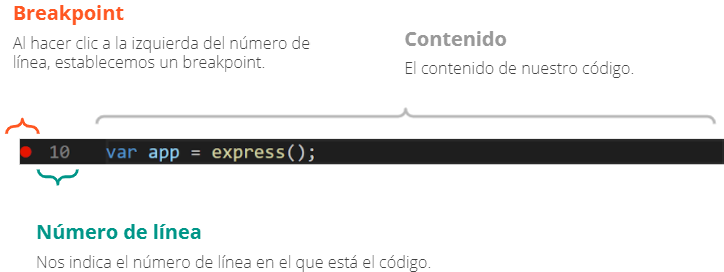 Breakpoint
Al hacer clic a la izquierda del número de
línea, establecemos un breakpoint.
Contenido
El contenido de nuestro código.
10 var app = express();
Número de línea
Nos indica el número de línea en el que está el código.